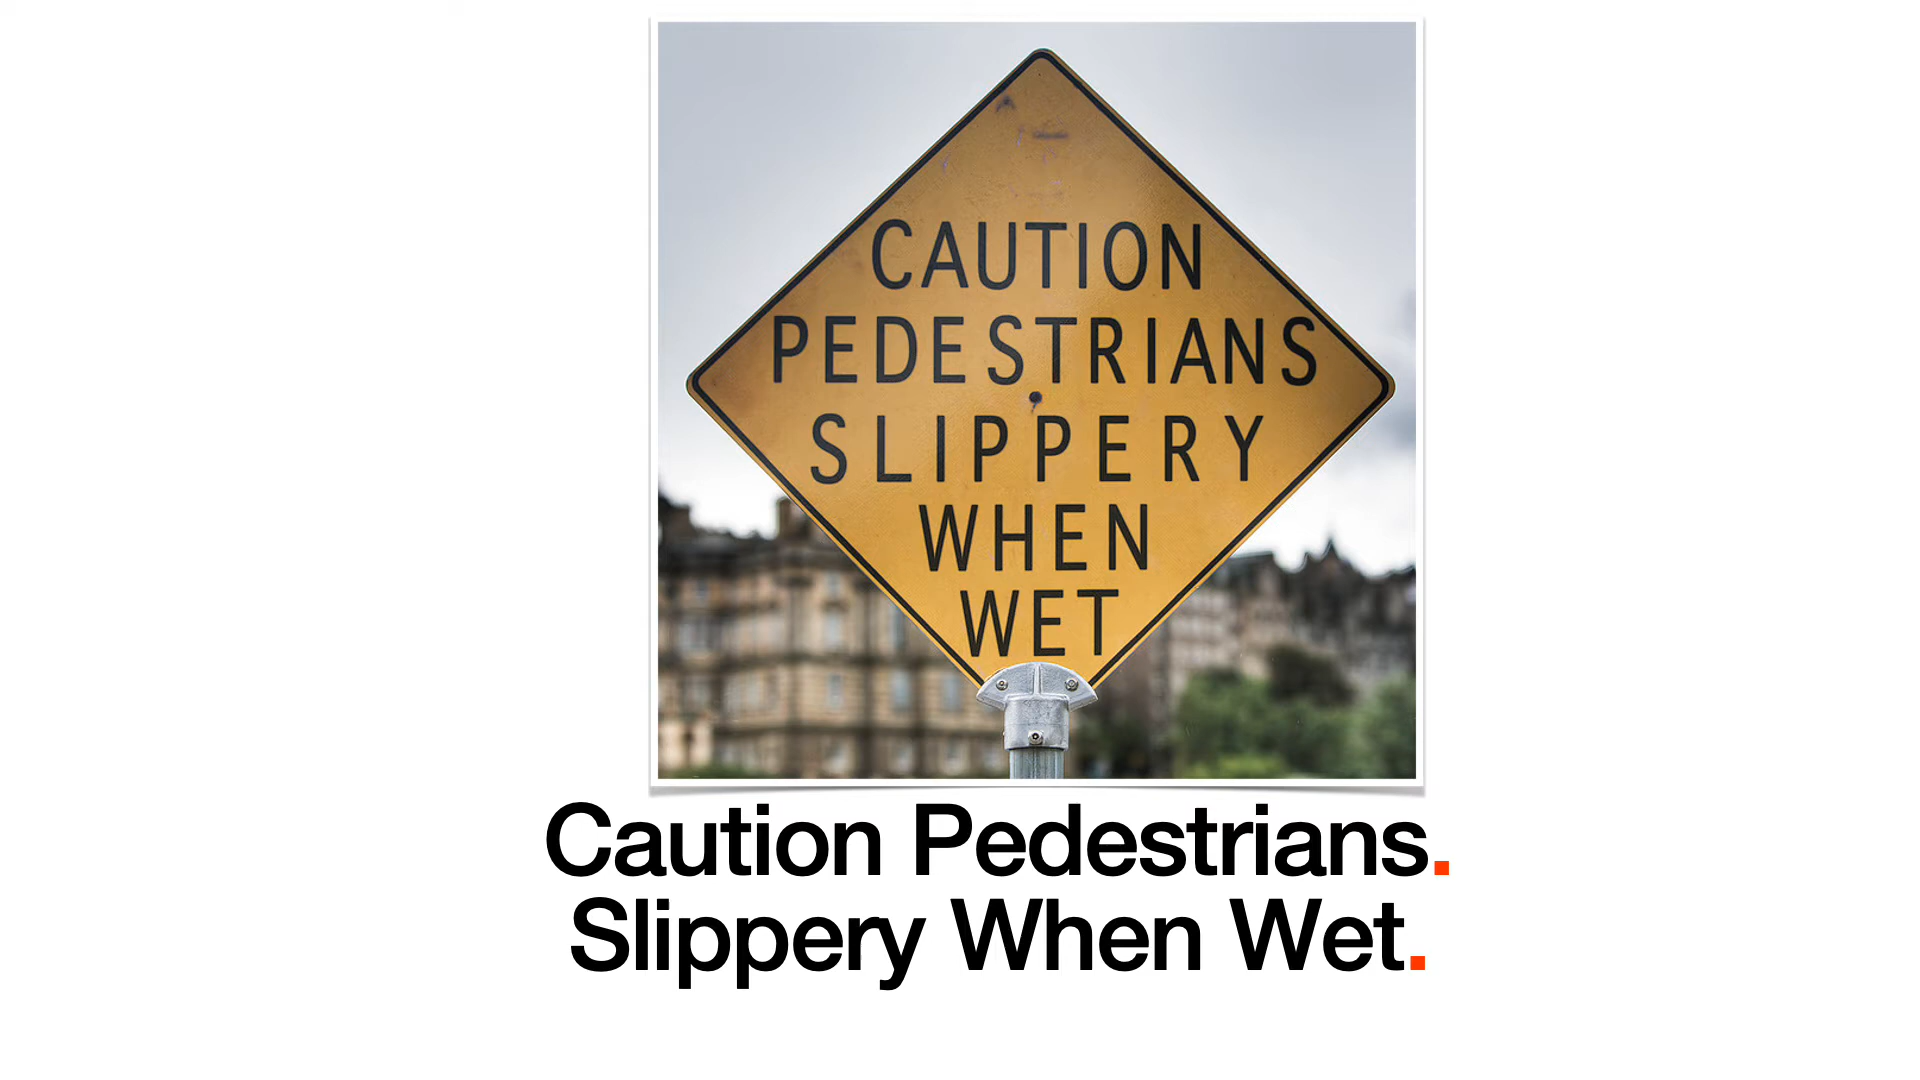 CAUTION
PEDESTRIANS
SLIPPERY
WHEN
WET
Caution Pedestrians.
Slippery When Wet.